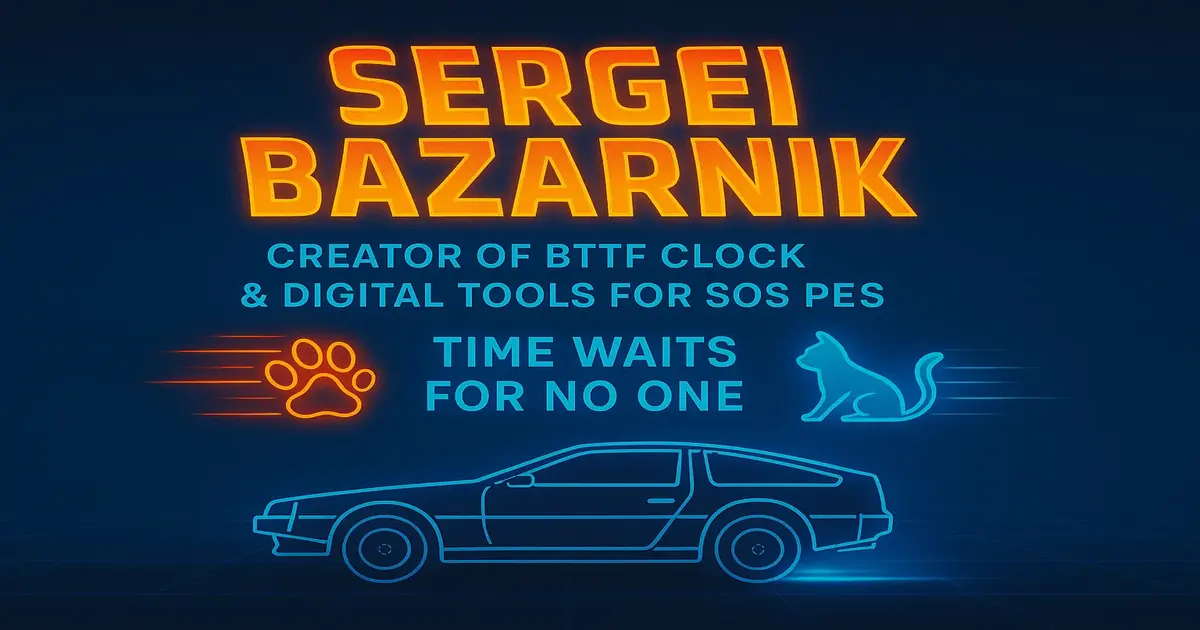 SERGEI
BAZARNIK
CREATOR OF BTTF CLOCK
& DIGITAL TOOLS FOR SOS PES
TIME WAITS
FOR NO ONE